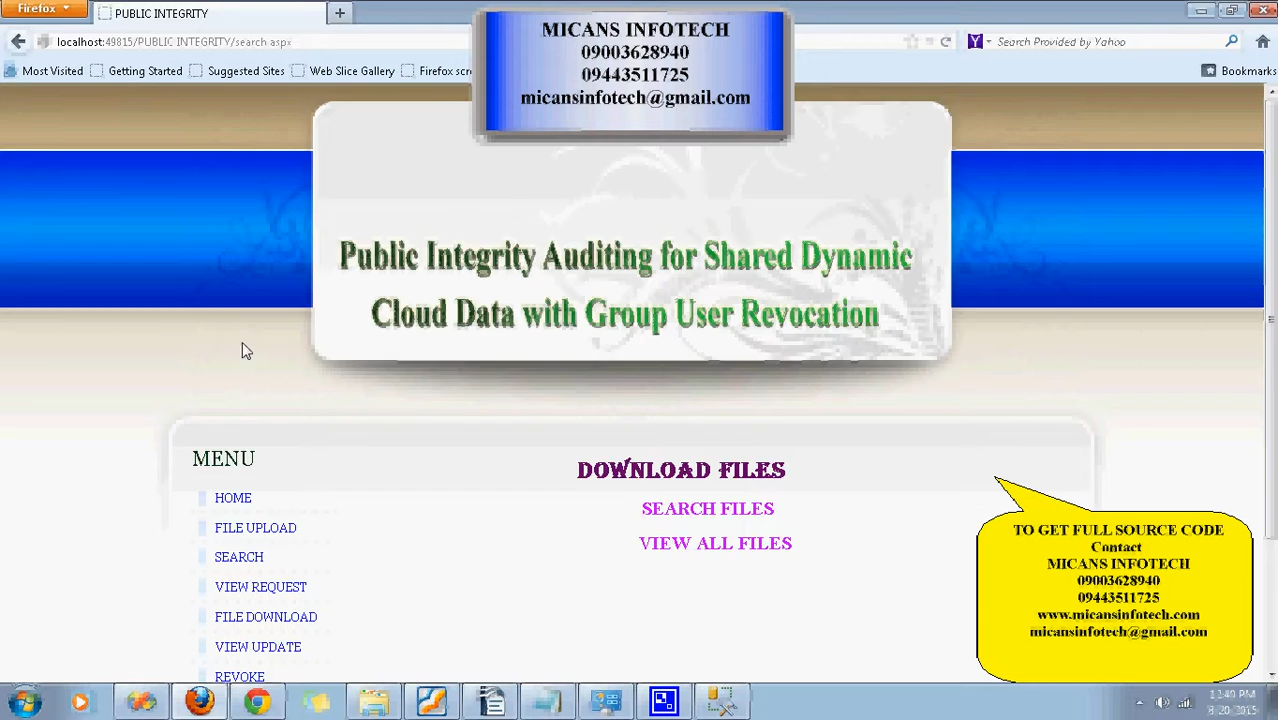 Firefox
PUBLIC INTEGRITY
localhost:49815/PUBLIC INTEGRITY/search.aspx
Search Provided by Yahoo
Most Visited
Getting Started
Suggested Sites
Web Slice Gallery
Firefox scr
Bookmarks
MICANS INFOTECH
09003628940
09443511725
micansinfotech@gmail.com
Public Integrity Auditing for Shared Dynamic
Cloud Data with Group User Revocation
MENU
HOME
FILE UPLOAD
SEARCH
VIEW REQUEST
FILE DOWNLOAD
VIEW UPDATE
REVOKE
DOWNLOAD FILES
SEARCH FILES
VIEW ALL FILES
TO GET FULL SOURCE CODE
Contact
MICANS INFOTECH
09003628940
09443511725
www.micansinfotech.com
micansinfotech@gmail.com
8-20-2015